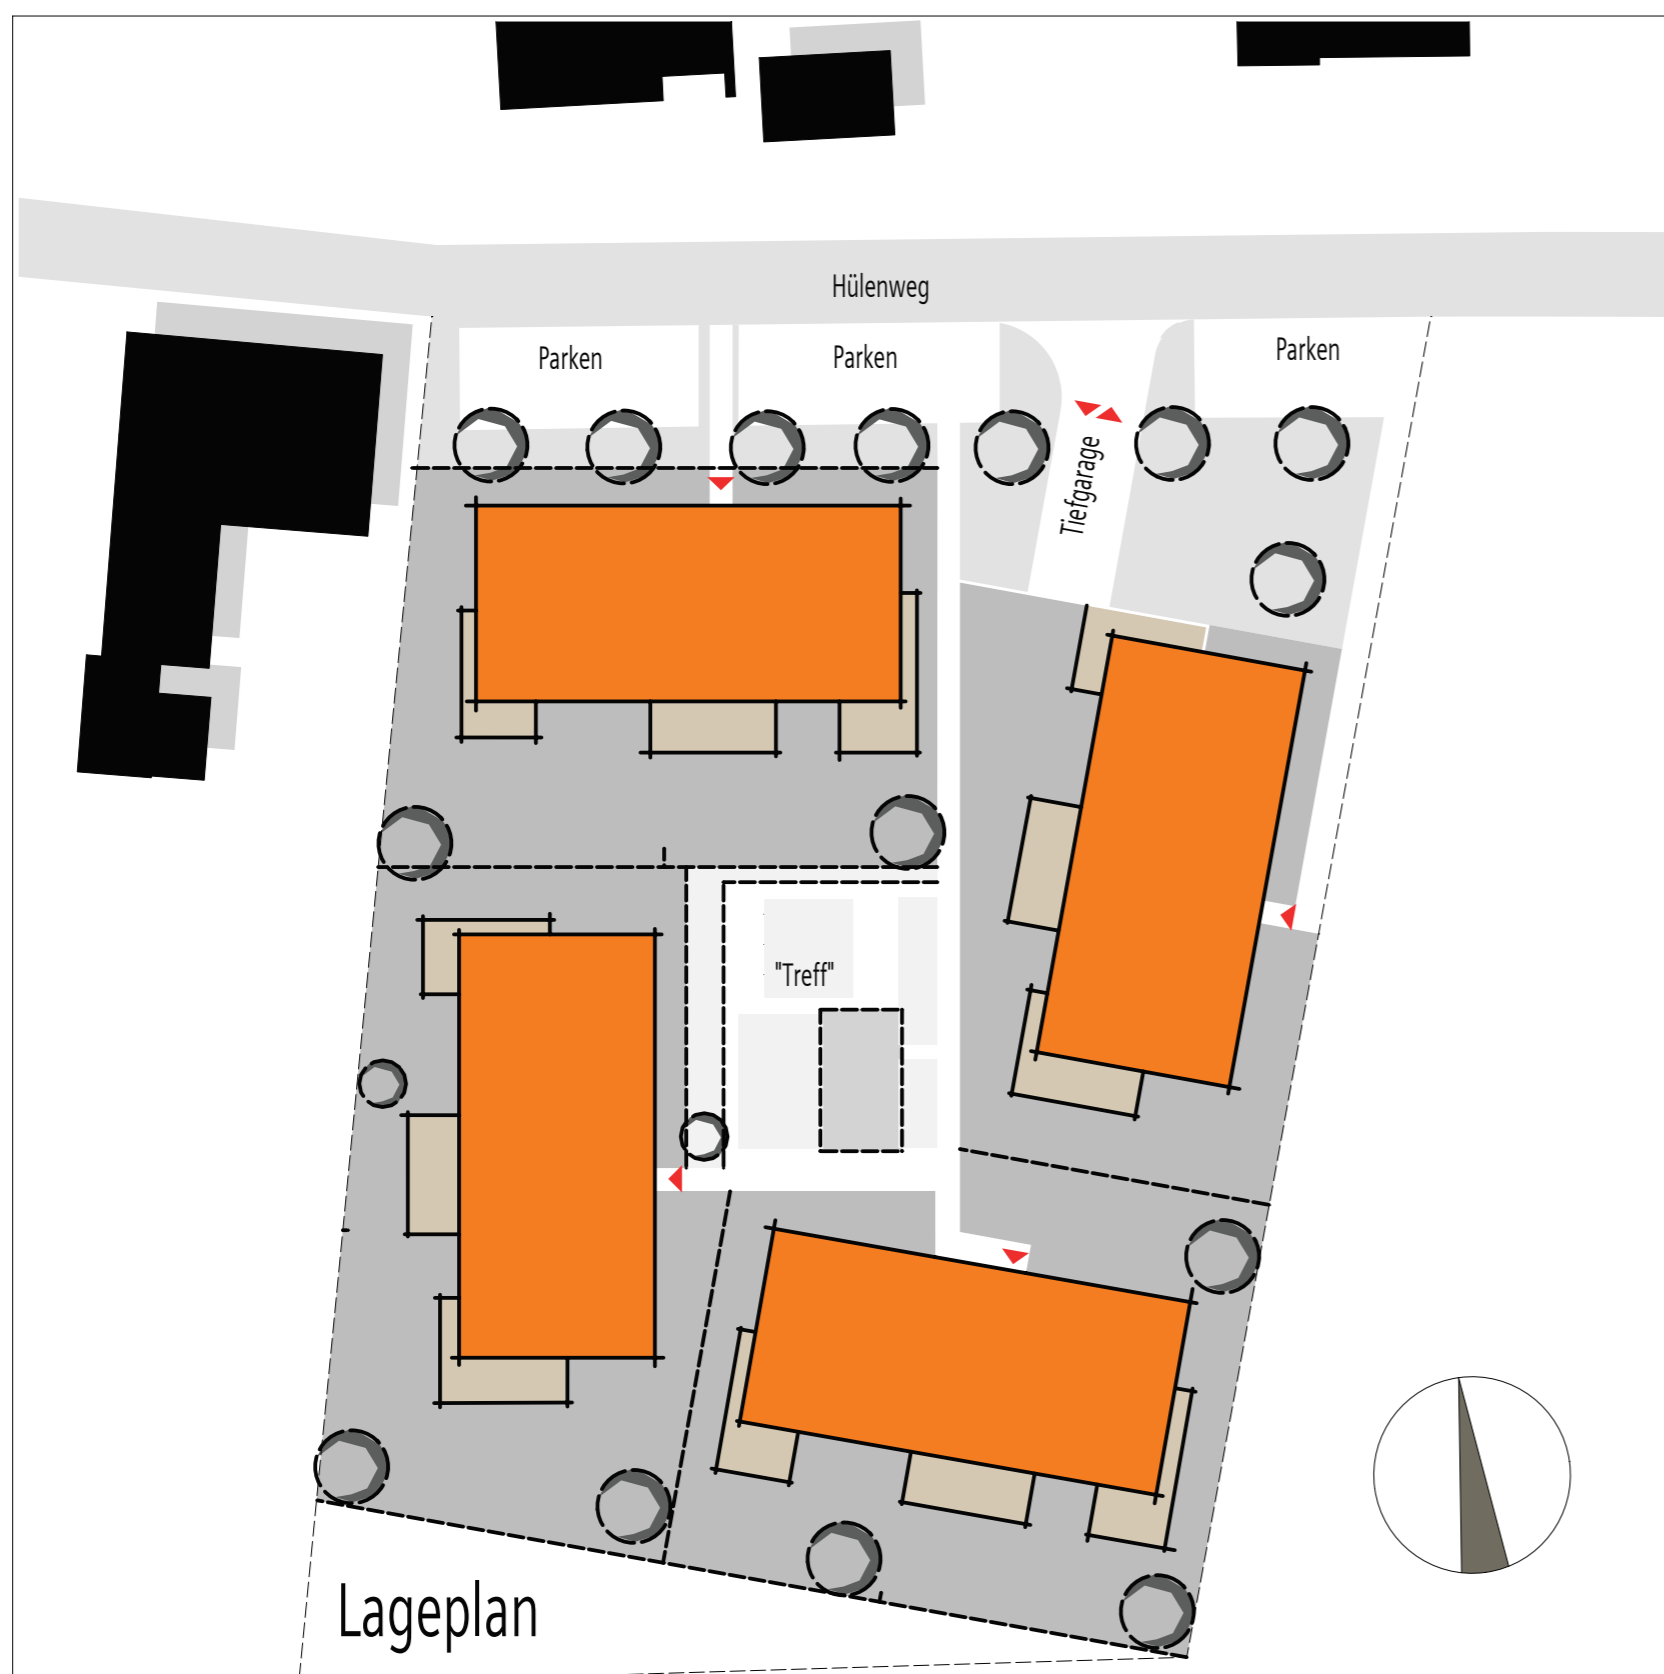 Hülenweg
Parken
Parken
Parken
Tiefgarage
"Treff"
Lageplan